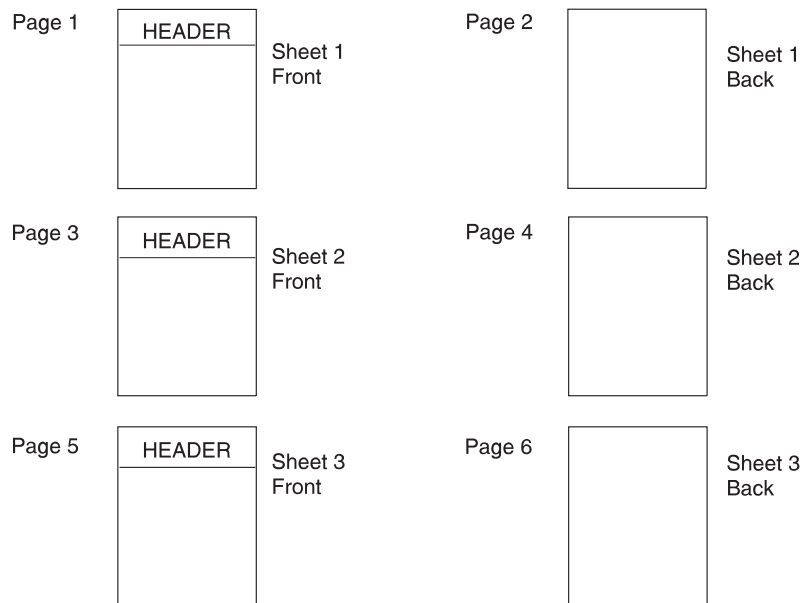 Page 1
HEADER
Sheet 1
Front
Page 2
Sheet 1
Back
Page 3
HEADER
Sheet 2
Front
Page 4
Sheet 2
Back
Page 5
HEADER
Sheet 3
Front
Page 6
Sheet 3
Back